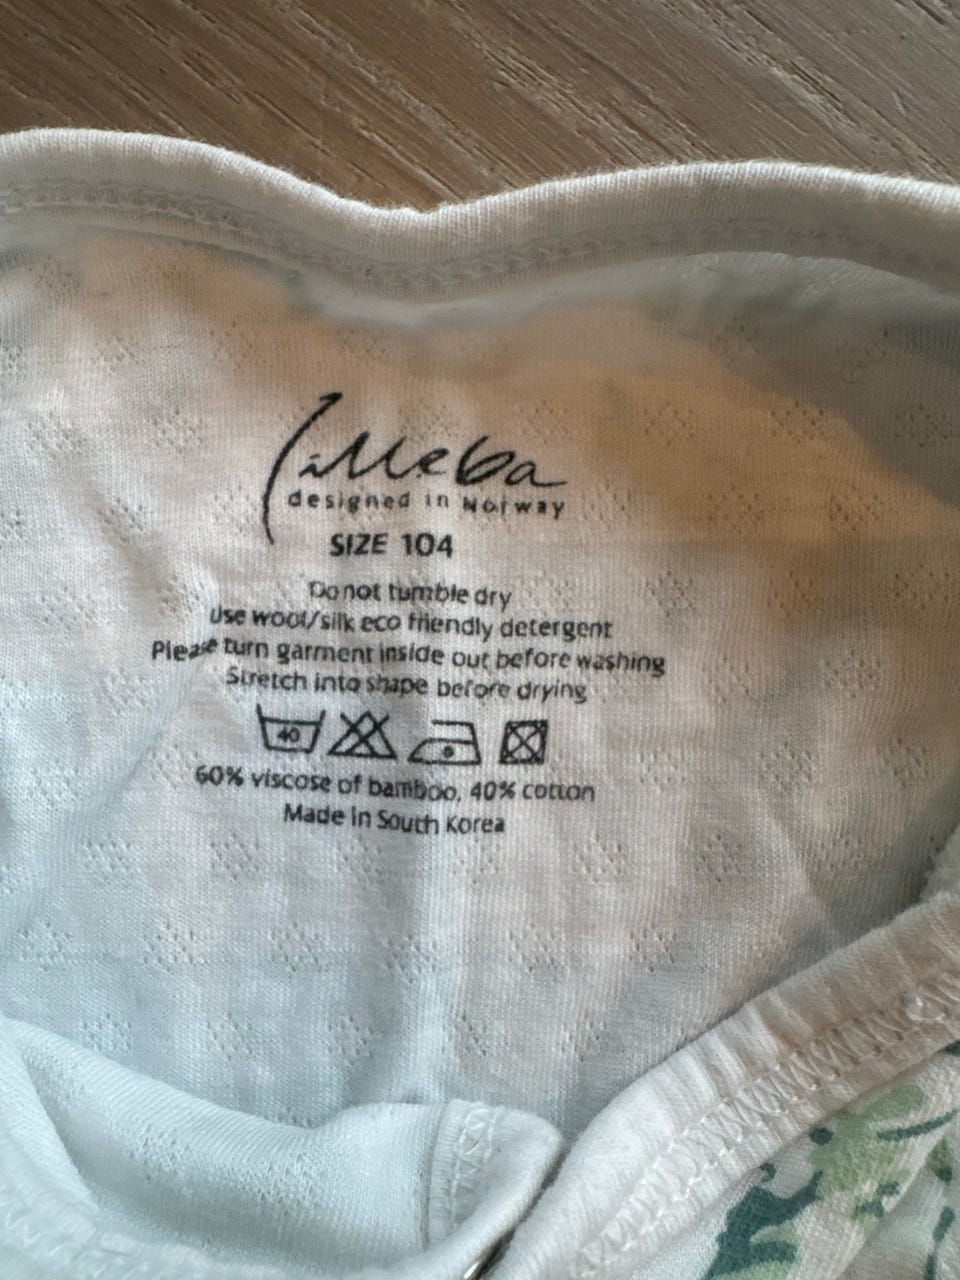 a Meba
designed in Norway
SIZE 104
Do not tumble dry
Use wool/silk eco friendly detergent
Please turn garment inside out before washing
Stretch into shape before drying
40
60% viscose of bamboo, 40% cotton
Made in South Korea